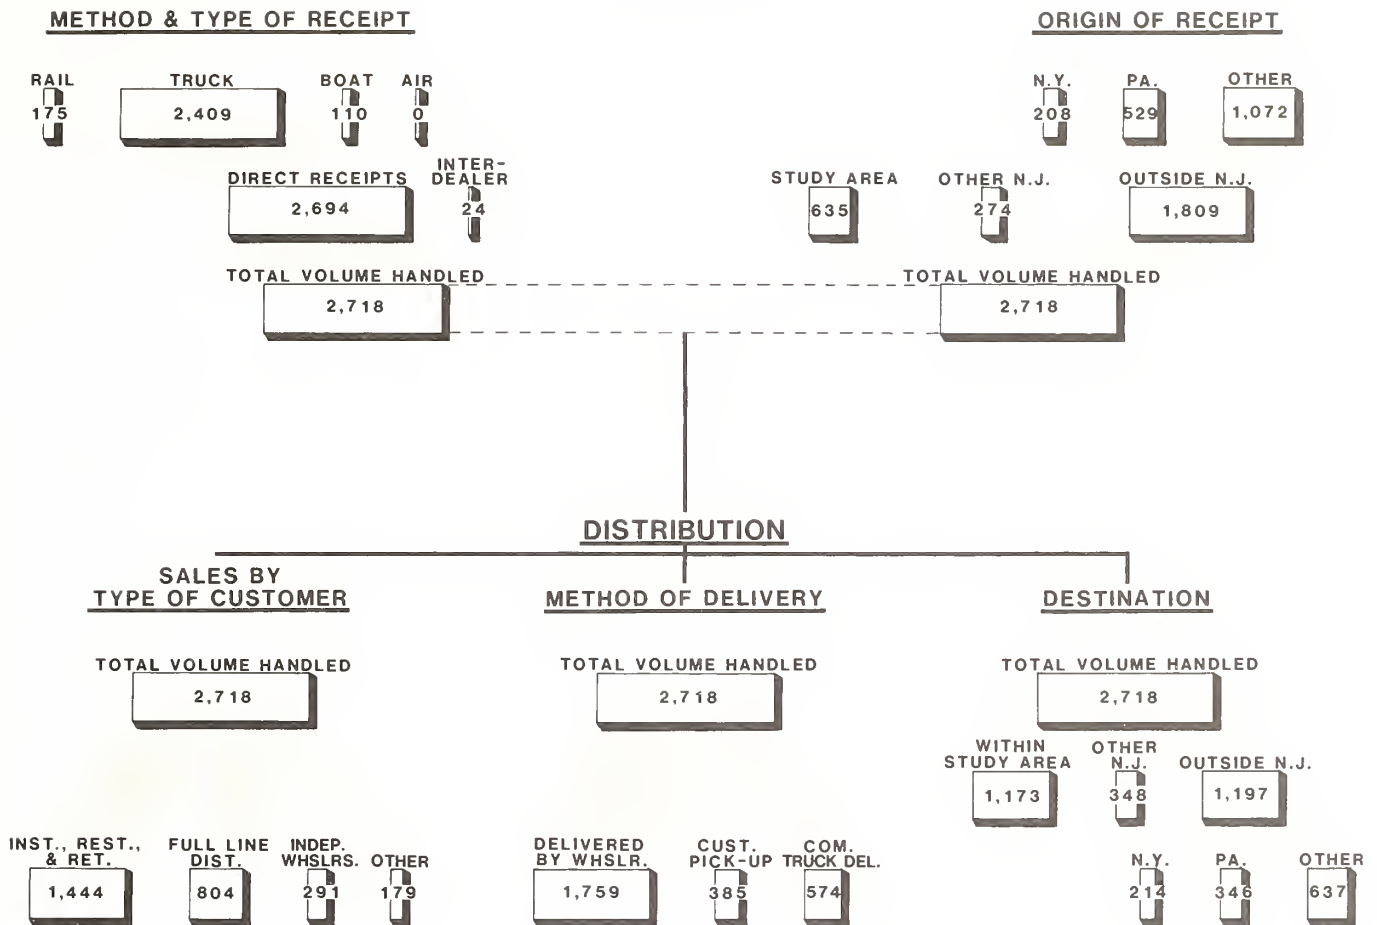 METHOD & TYPE OF RECEIPT
ORIGIN OF RECEIPT
RAIL
TRUCK
BOAT
AIR
175
2,409
110
0
N.Y.
PA.
OTHER
208
529
1,072
DIRECT RECEIPTS
INTER-
DEALER
2,694
24
STUDY AREA
OTHER N.J.
OUTSIDE N.J.
635
274
1,809
TOTAL VOLUME HANDLED
2,718
TOTAL VOLUME HANDLED
2,718
DISTRIBUTION
SALES BY
TYPE OF CUSTOMER
TOTAL VOLUME HANDLED
2,718
INST., REST.,
& RET.
FULL LINE
DIST.
INDEP.
WHSLRS.
OTHER
1,444
804
291
179
METHOD OF DELIVERY
TOTAL VOLUME HANDLED
2,718
DELIVERED
BY WHSLR.
CUST.
PICK-UP
COM.
TRUCK DEL.
1,759
385
574
DESTINATION
TOTAL VOLUME HANDLED
2,718
WITHIN
STUDY AREA
OTHER
N.J.
OUTSIDE N.J.
1,173
348
1,197
N.Y.
PA.
OTHER
214
346
637